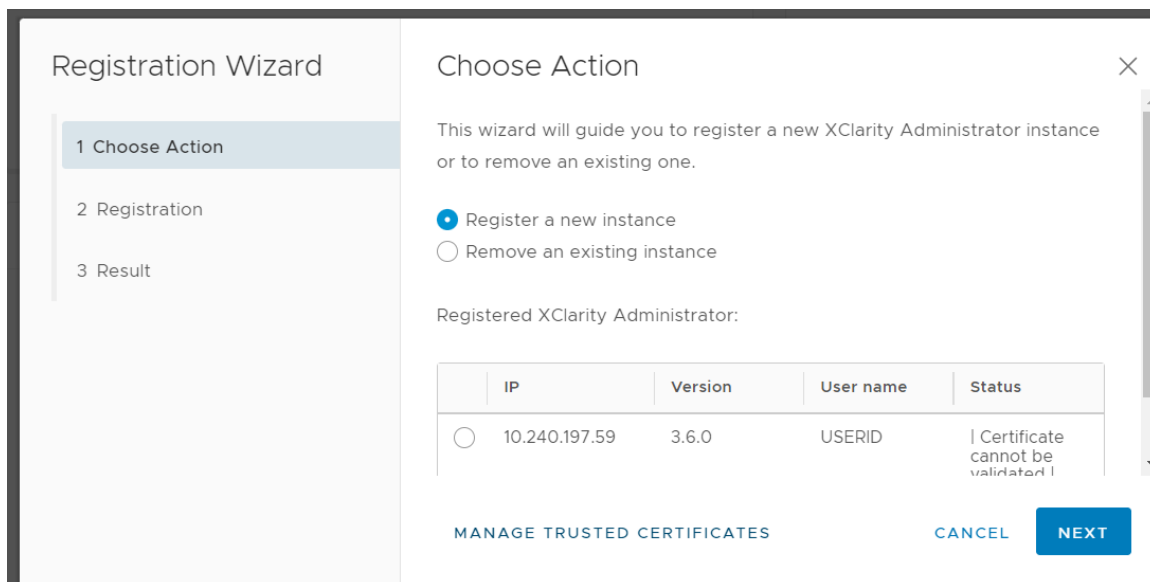 Registration Wizard
1 Choose Action
2 Registration
3 Result
Choose Action
This wizard will guide you to register a new XClarity Administrator instance
or to remove an existing one.
Register a new instance
Remove an existing instance
Registered XClarity Administrator:
IP Version User name Status
10.240.197.59 3.6.0 USERID | Certificate
cannot be
validated |
MANAGE TRUSTED CERTIFICATES CANCEL NEXT